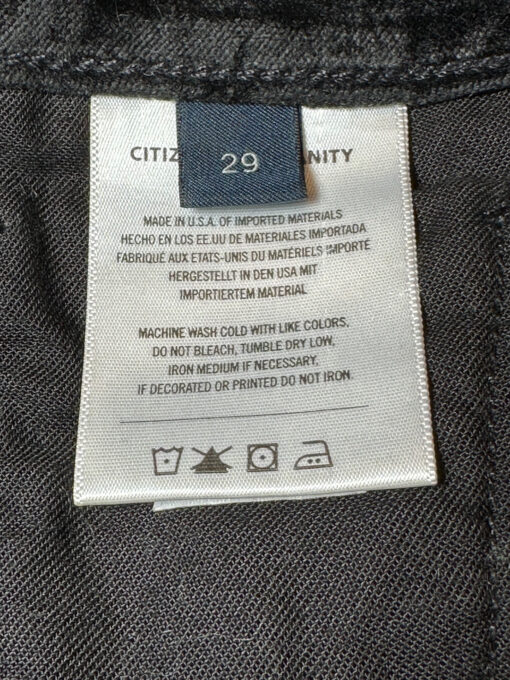 29
CITIZ NITY
MADE IN U.S.A. OF IMPORTED MATERIALS
HECHO EN LOS EE.UU DE MATERIALES IMPORTADA
FABRIQUÉ AUX ETATS-UNIS DU MATÉRIELS IMPORTÉ
HERGESTELLT IN DEN USA MIT
IMPORTIERTEM MATERIAL
MACHINE WASH COLD WITH LIKE COLORS,
DO NOT BLEACH, TUMBLE DRY LOW,
IRON MEDIUM IF NECESSARY,
IF DECORATED OR PRINTED DO NOT IRON.